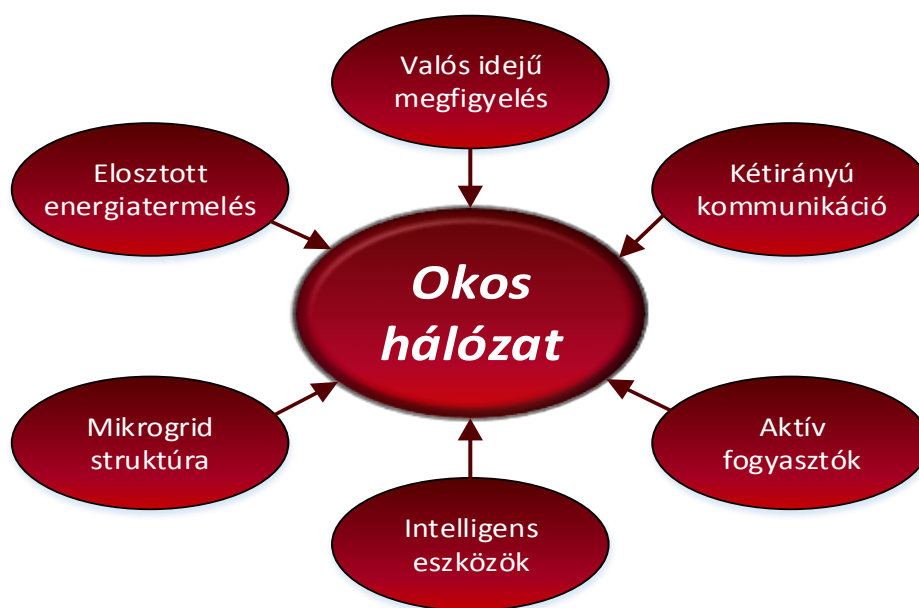 Valós idejű
megfigyelés
Elosztott
energiatermelés
Kétirányú
kommunikáció
Okos
hálózat
Mikrogrid
struktúra
Aktív
fogyasztók
Intelligens
eszközök